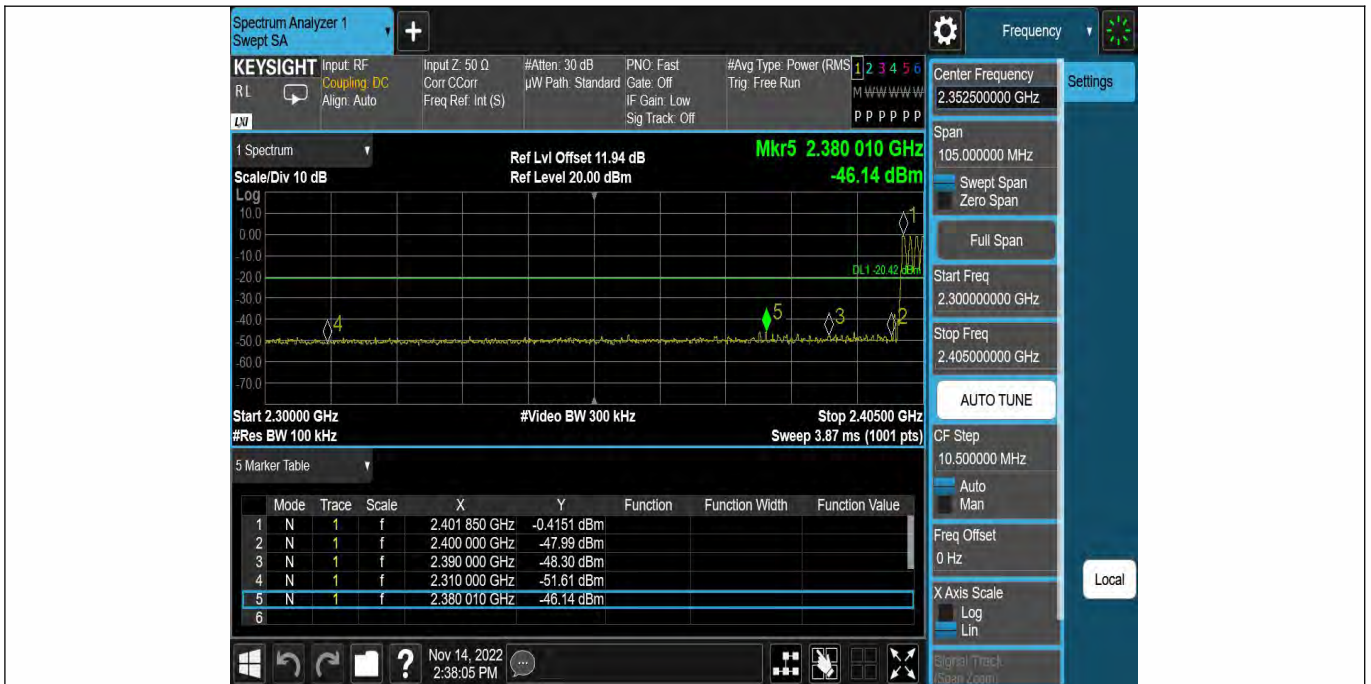 Spectrum Analyzer 1
Swept SA
+
Frequency
KEYSIGHT Input: RF Input Z: 50 Ω #Atten: 30 dB PNO: Fast #Avg Type: Power (RMS 1 2 3 4 5 6
RL Coupling: DC Corr CCorr µW Path: Standard Gate: Off Trig: Free Run M W W W W W
Align: Auto Freq Ref: Int (S) IF Gain: Low
LXI Sig Track: Off P P P P P P
1 Spectrum Ref Lvl Offset 11.94 dB Mkr5 2.380 010 GHz
Scale/Div 10 dB Ref Level 20.00 dBm -46.14 dBm
Log
10.0
0.00
-10.0
-20.0
-30.0
-40.0
-50.0
-60.0
-70.0
DL1 -20.42 dBm
1
2
3
4
5
Start 2.30000 GHz #Video BW 300 kHz Stop 2.40500 GHz
#Res BW 100 kHz Sweep 3.87 ms (1001 pts)
5 Marker Table
Mode Trace Scale X Y Function Function Width Function Value
1 N 1 f 2.401 850 GHz -0.4151 dBm
2 N 1 f 2.400 000 GHz -47.99 dBm
3 N 1 f 2.390 000 GHz -48.30 dBm
4 N 1 f 2.310 000 GHz -51.61 dBm
5 N 1 f 2.380 010 GHz -46.14 dBm
6
?
Nov 14, 2022
2:38:05 PM
Center Frequency
2.352500000 GHz
Settings
Span
105.000000 MHz
Swept Span
Zero Span
Full Span
Start Freq
2.300000000 GHz
Stop Freq
2.405000000 GHz
AUTO TUNE
CF Step
10.500000 MHz
Auto
Man
Freq Offset
0 Hz
Local
X Axis Scale
Log
Lin
Signal Track
(Span Zoom)